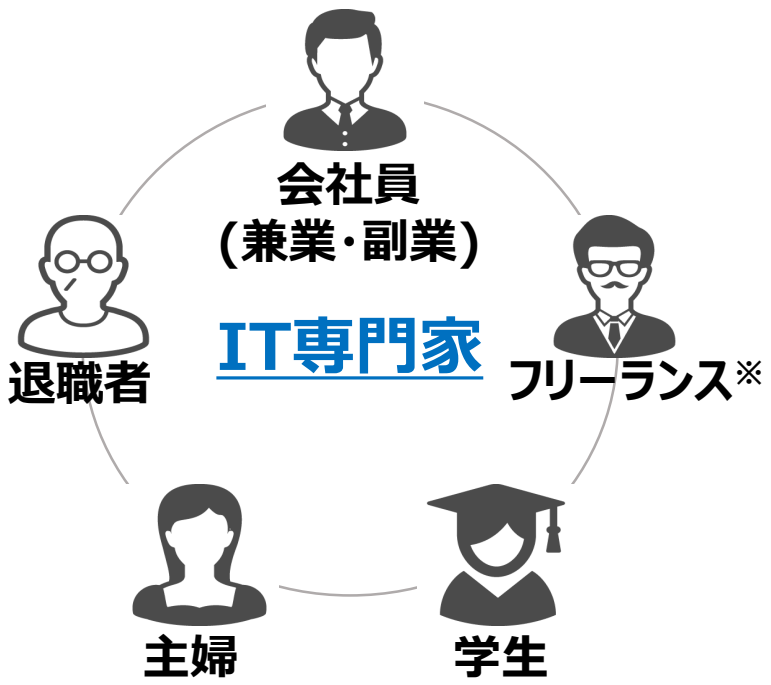 会社員
(兼業・副業)
IT専門家
退職者
フリーランス※
主婦
学生